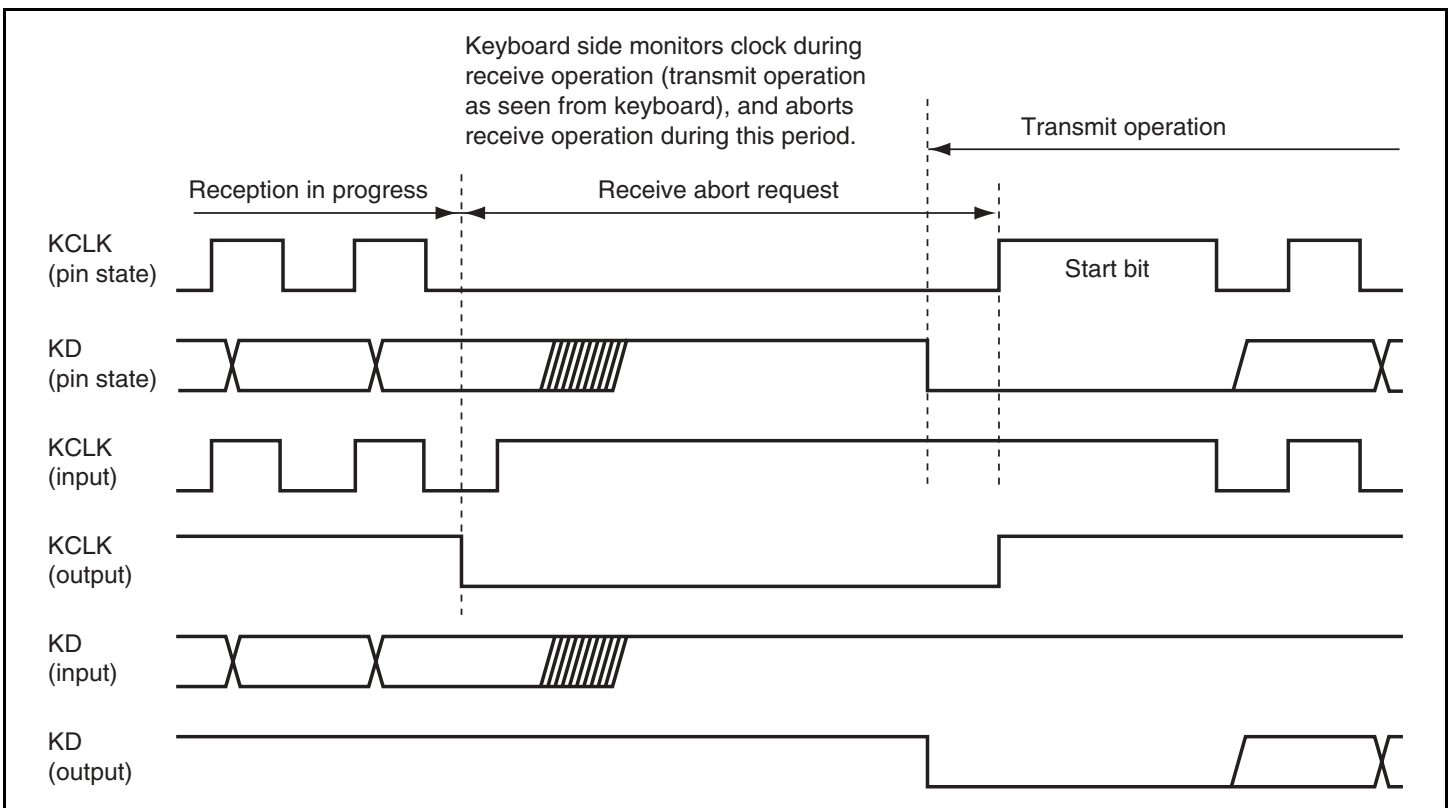 Keyboard side monitors clock during
receive operation (transmit operation
as seen from keyboard), and aborts
receive operation during this period.
Transmit operation
Reception in progress
Receive abort request
KCLK
(pin state)
Start bit
KD
(pin state)
KCLK
(input)
KCLK
(output)
KD
(input)
KD
(output)